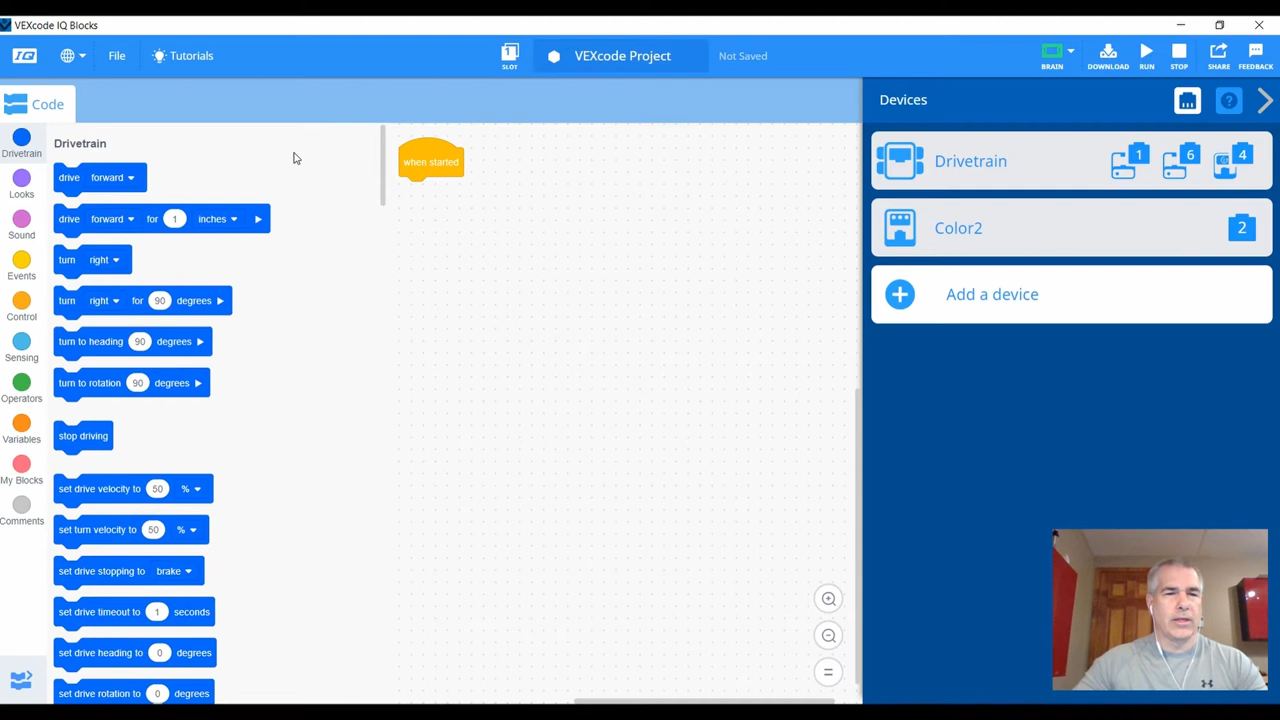 VEXcode IQ Blocks
IQ
File
Tutorials
1
SLOT
VEXcode Project
Not Saved
BRAIN
DOWNLOAD
RUN
STOP
SHARE
FEEDBACK
Code
Drivetrain
Looks
Sound
Events
Control
Sensing
Operators
Variables
My Blocks
Comments
Drivetrain
drive forward
drive forward for 1 inches
turn right
turn right for 90 degrees
turn to heading 90 degrees
turn to rotation 90 degrees
stop driving
set drive velocity to 50 %
set turn velocity to 50 %
set drive stopping to brake
set drive timeout to 1 seconds
set drive heading to 0 degrees
set drive rotation to 0 degrees
when started
Devices
?
Drivetrain 1 6 4
Color2 2
Add a device